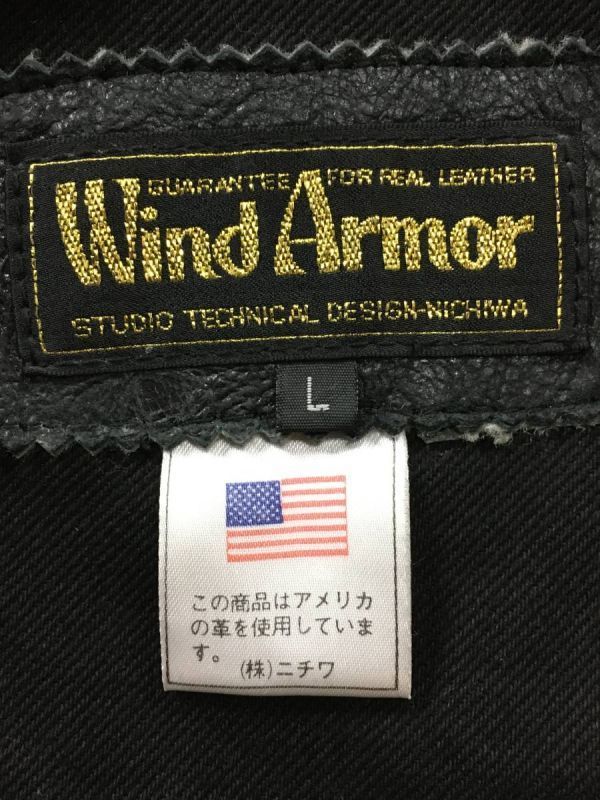 GUARANTEE FOR REAL LEATHER
Wind Armor
STUDIO TECHNICAL DESIGN-NICHIWA
L
この商品はアメリカ
の革を使用していま
す。
(株)ニチワ